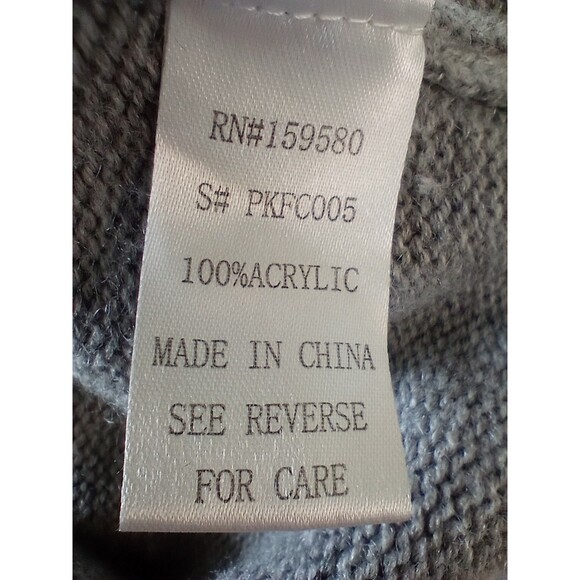 RN#159580
S# PKFC005
100%ACRYLIC
MADE IN CHINA
SEE REVERSE
FOR CARE